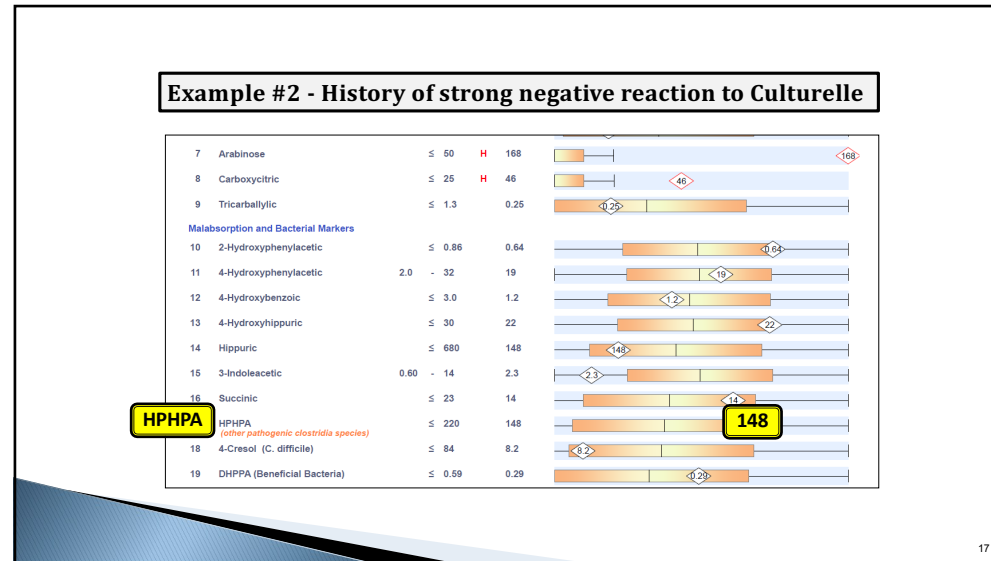 Example #2 - History of strong negative reaction to Culturelle
7 Arabinose ≤ 50 H 168 168
8 Carboxycitric ≤ 25 H 46 46
9 Tricarballylic ≤ 1.3 0.25 0.25
Malabsorption and Bacterial Markers
10 2-Hydroxyphenylacetic ≤ 0.86 0.64 0.64
11 4-Hydroxyphenylacetic 2.0 - 32 19 19
12 4-Hydroxybenzoic ≤ 3.0 1.2 1.2
13 4-Hydroxyhippuric ≤ 30 22 22
14 Hippuric ≤ 680 148 148
15 3-Indoleacetic 0.60 - 14 2.3 2.3
16 Succinic ≤ 23 14 14
HPHPA HPHPA ≤ 220 148 148
(other pathogenic clostridia species)
18 4-Cresol (C. difficile) ≤ 84 8.2 8.2
19 DHPPA (Beneficial Bacteria) ≤ 0.59 0.29 0.29
17